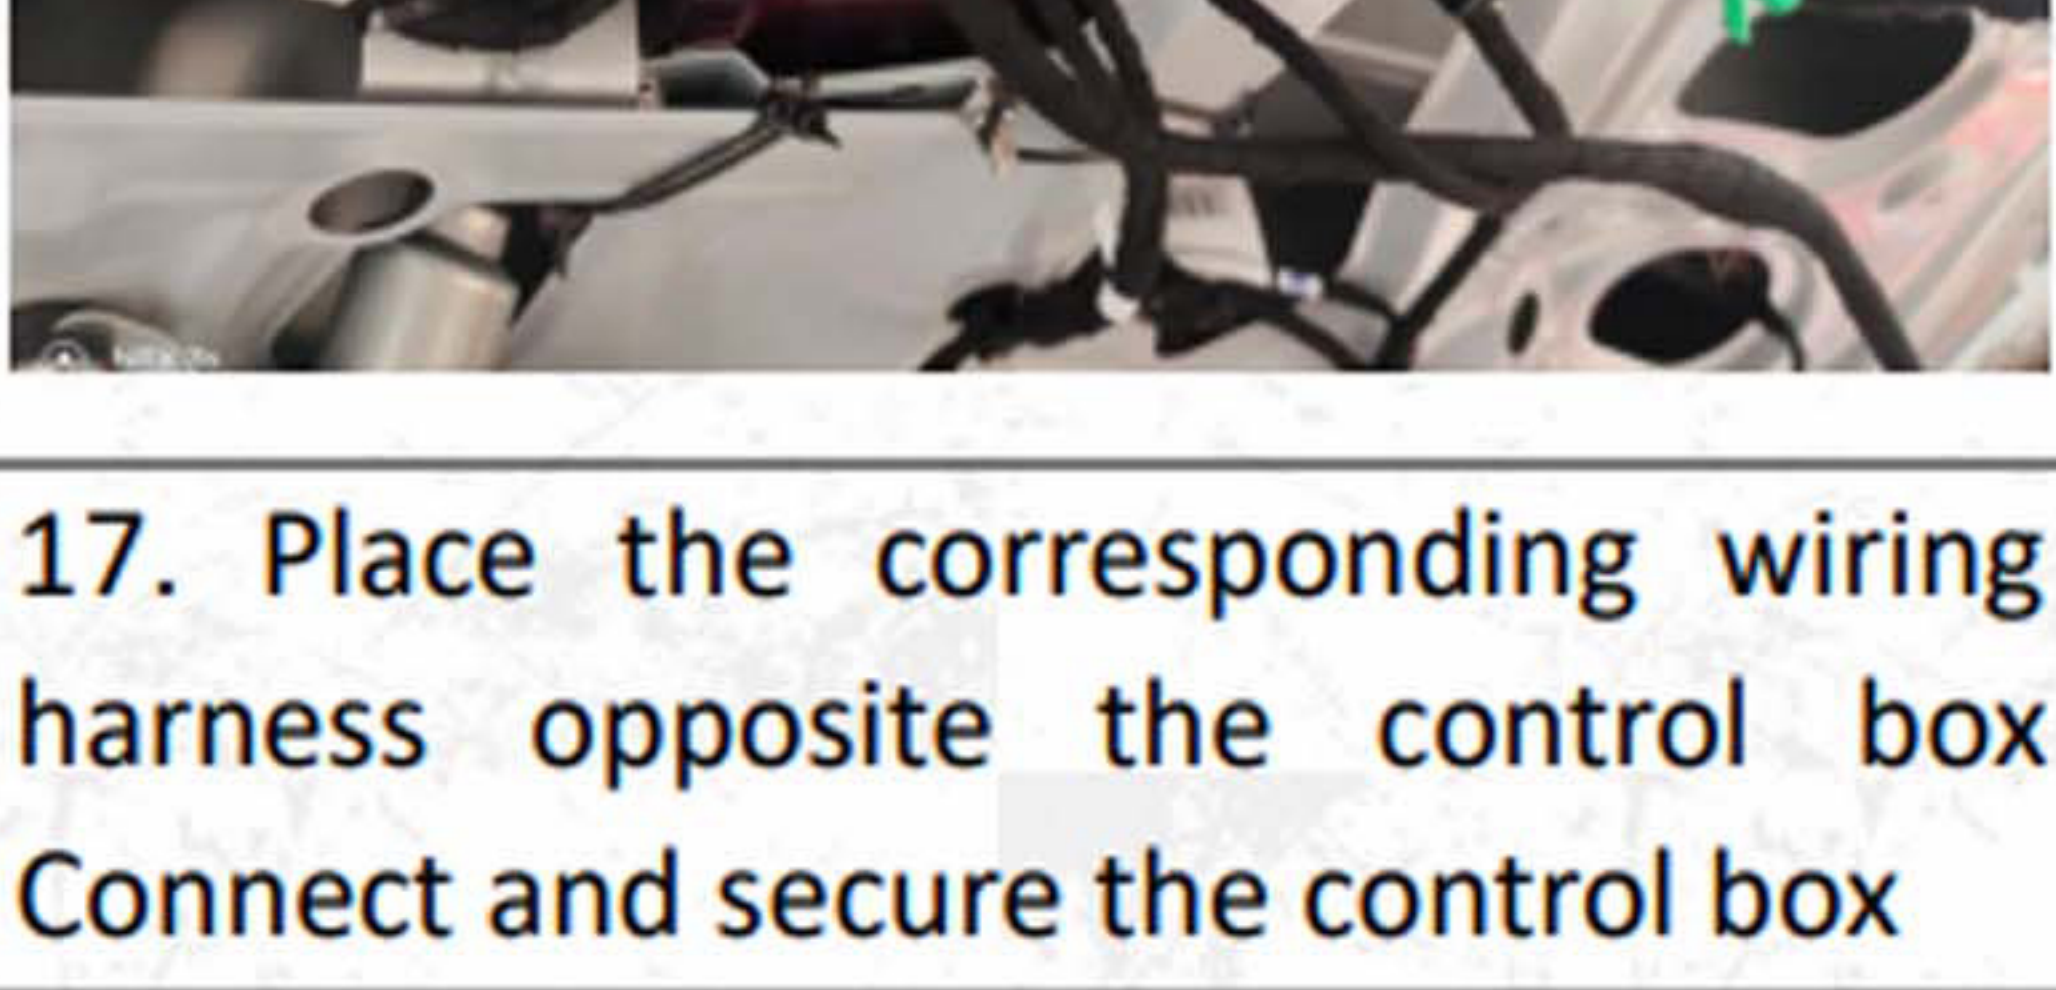 17. Place the corresponding wiring
harness opposite the control box
Connect and secure the control box